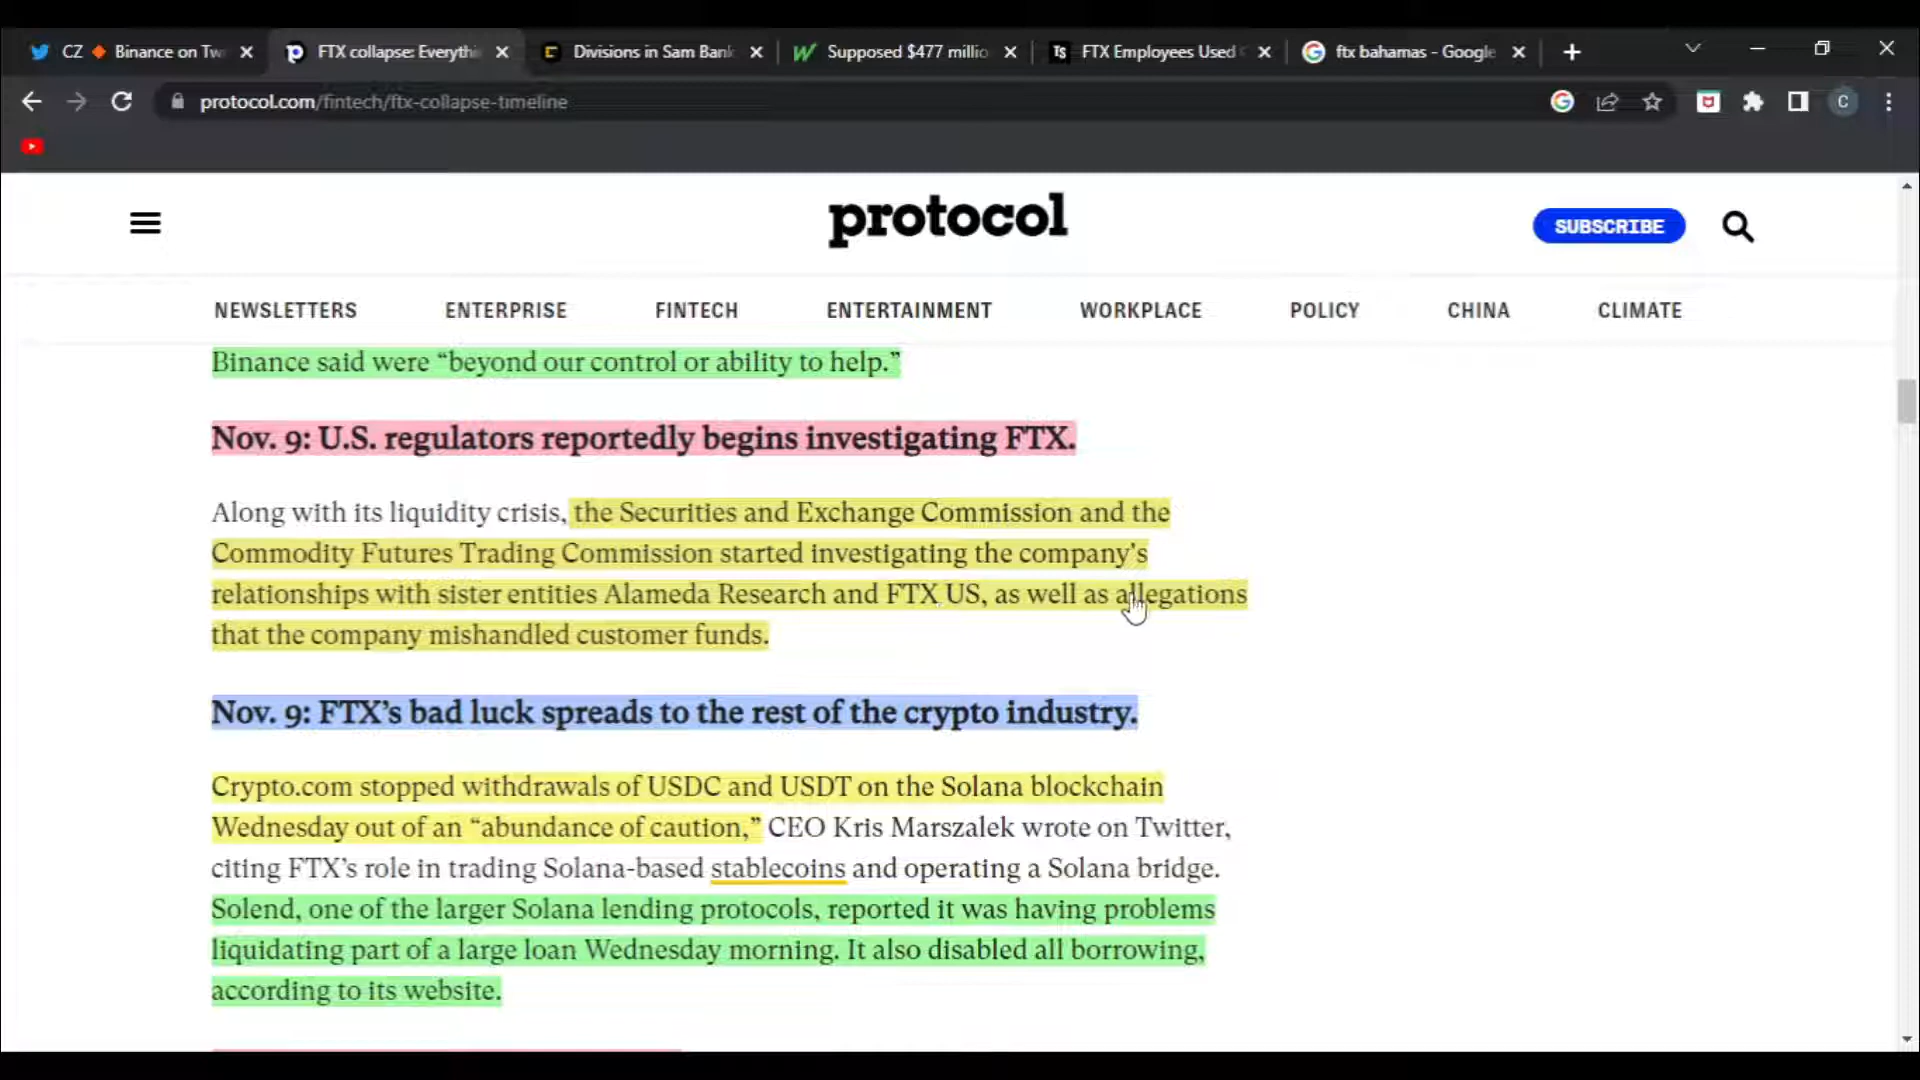 CZ 🔶 Binance on Tw
FTX collapse: Everythi
Divisions in Sam Bank
Supposed $477 millio
FTX Employees Used
ftx bahamas - Google
protocol.com/fintech/ftx-collapse-timeline
C
protocol
SUBSCRIBE
NEWSLETTERS ENTERPRISE FINTECH ENTERTAINMENT WORKPLACE POLICY CHINA CLIMATE
Binance said were “beyond our control or ability to help.”
Nov. 9: U.S. regulators reportedly begins investigating FTX.
Along with its liquidity crisis, the Securities and Exchange Commission and the
Commodity Futures Trading Commission started investigating the company’s
relationships with sister entities Alameda Research and FTX US, as well as allegations
that the company mishandled customer funds.
Nov. 9: FTX’s bad luck spreads to the rest of the crypto industry.
Crypto.com stopped withdrawals of USDC and USDT on the Solana blockchain
Wednesday out of an “abundance of caution,” CEO Kris Marszalek wrote on Twitter,
citing FTX’s role in trading Solana-based stablecoins and operating a Solana bridge.
Solend, one of the larger Solana lending protocols, reported it was having problems
liquidating part of a large loan Wednesday morning. It also disabled all borrowing,
according to its website.